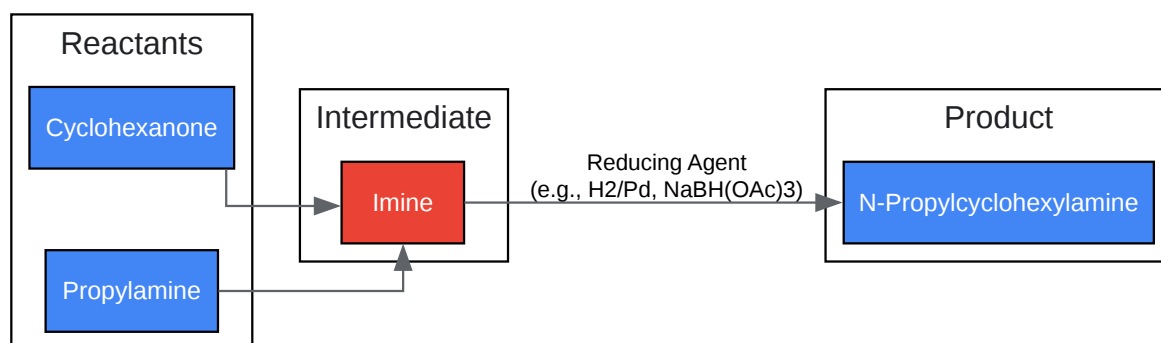 Reactants
Cyclohexanone
Propylamine
Intermediate
Imine
Reducing Agent
(e.g., H2/Pd, NaBH(OAc)3)
Product
N-Propylcyclohexylamine